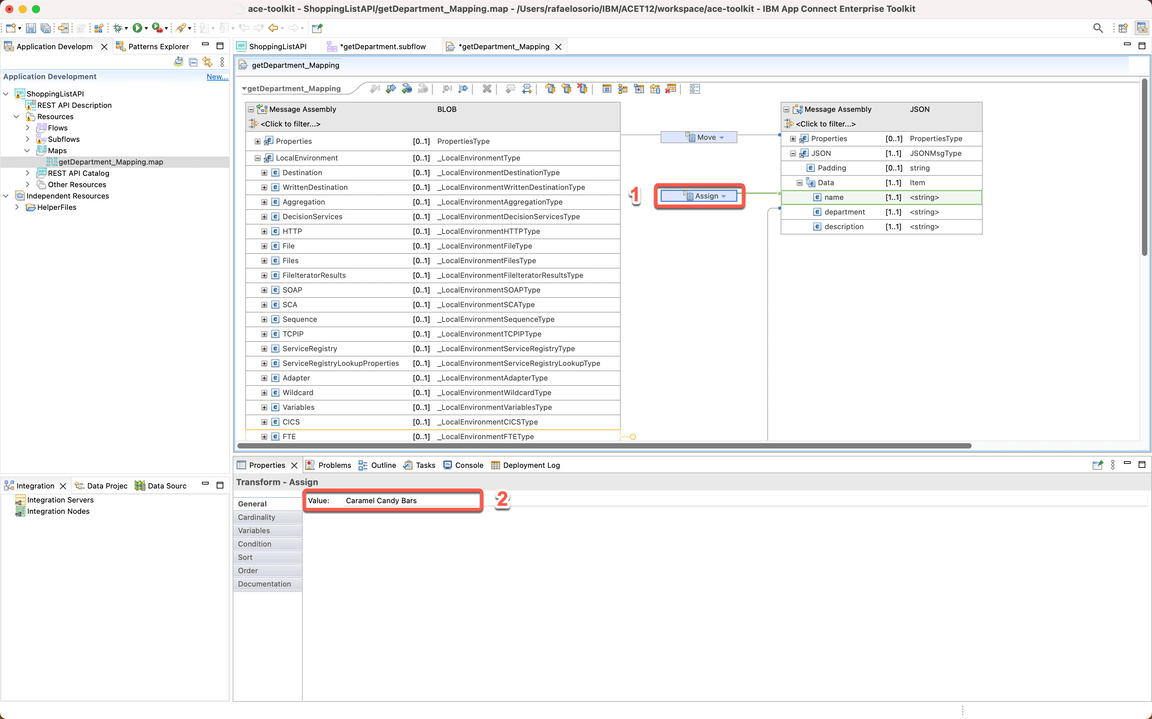 ace-toolkit - ShoppingListAPI/getDepartment_Mapping.map - /Users/rafaelosorio/IBM/ACET12/workspace/ace-toolkit - IBM App Connect Enterprise Toolkit
Application Developm
Patterns Explorer
Application Development
New...
ShoppingListAPI
REST API Description
Resources
Flows
Subflows
Maps
getDepartment_Mapping.map
REST API Catalog
Other Resources
Independent Resources
HelperFiles
Integration
Data Projec
Data Sourc
Integration Servers
Integration Nodes
ShoppingListAPI
*getDepartment.subflow
*getDepartment_Mapping
getDepartment_Mapping
getDepartment_Mapping
Message Assembly BLOB
<Click to filter...>
Properties [0..1] PropertiesType
LocalEnvironment [0..1] _LocalEnvironmentType
Destination [0..1] _LocalEnvironmentDestinationType
WrittenDestination [0..1] _LocalEnvironmentWrittenDestinationType
Aggregation [0..1] _LocalEnvironmentAggregationType
DecisionServices [0..1] _LocalEnvironmentDecisionServicesType
HTTP [0..1] _LocalEnvironmentHTTPType
File [0..1] _LocalEnvironmentFileType
Files [0..1] _LocalEnvironmentFilesType
FileIteratorResults [0..1] _LocalEnvironmentFileIteratorResultsType
SOAP [0..1] _LocalEnvironmentSOAPType
SCA [0..1] _LocalEnvironmentSCAType
Sequence [0..1] _LocalEnvironmentSequenceType
TCPIP [0..1] _LocalEnvironmentTCPIPType
ServiceRegistry [0..1] _LocalEnvironmentServiceRegistryType
ServiceRegistryLookupProperties [0..1] _LocalEnvironmentServiceRegistryLookupType
Adapter [0..1] _LocalEnvironmentAdapterType
Wildcard [0..1] _LocalEnvironmentWildcardType
Variables [0..1] _LocalEnvironmentVariablesType
CICS [0..1] _LocalEnvironmentCICSType
FTE [0..1] _LocalEnvironmentFTEType
Move
1
Assign
Message Assembly JSON
<Click to filter...>
Properties [0..1] PropertiesType
JSON [1..1] JSONMsgType
Padding [0..1] string
Data [1..1] Item
name [1..1] <string>
department [1..1] <string>
description [1..1] <string>
Properties
Problems
Outline
Tasks
Console
Deployment Log
Transform - Assign
General
Cardinality
Variables
Condition
Sort
Order
Documentation
Value: Caramel Candy Bars
2